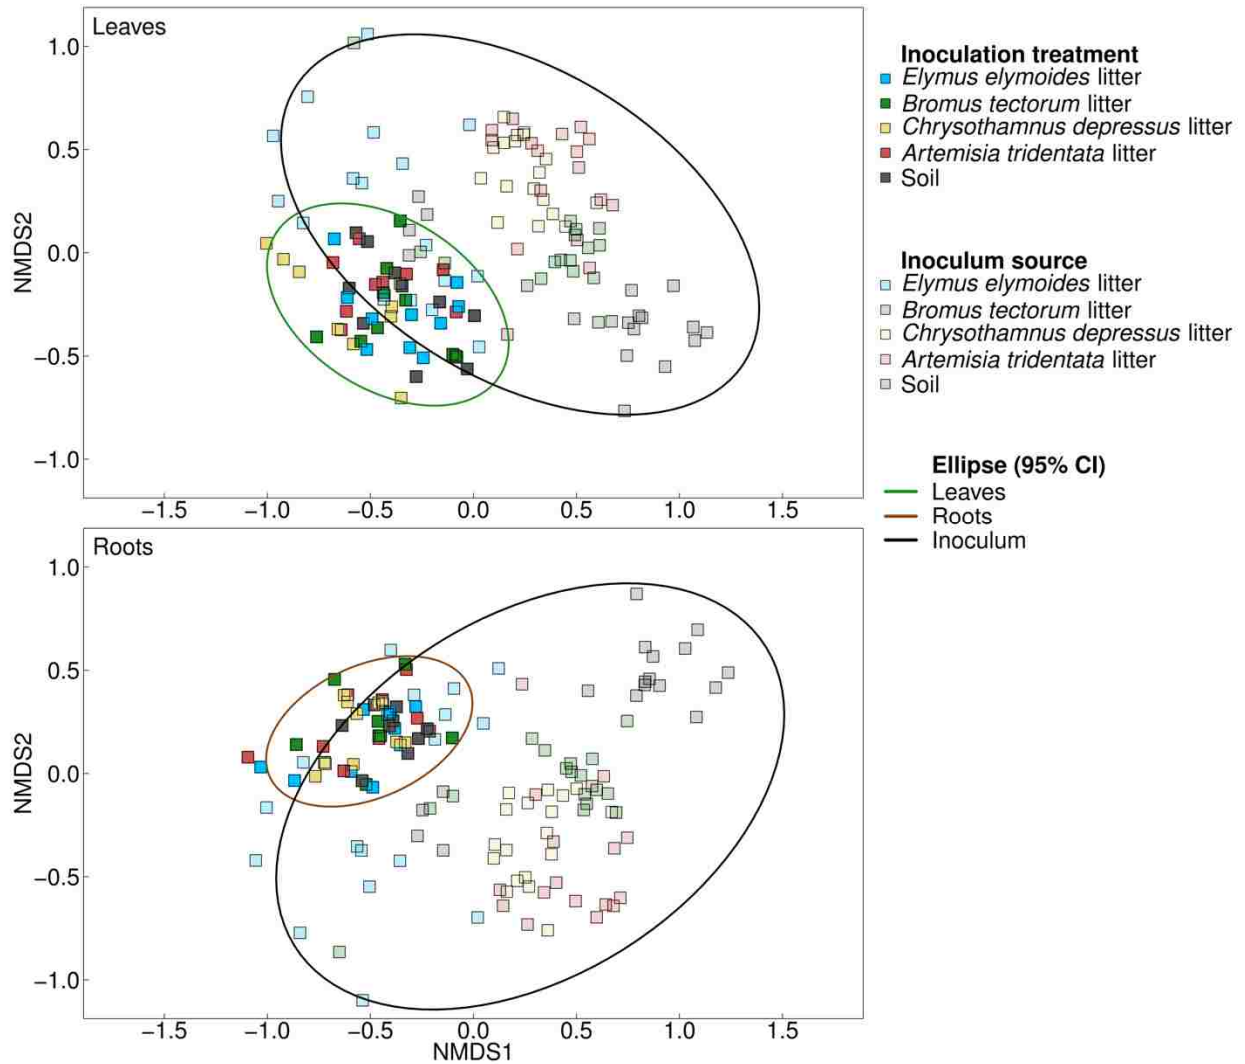 Leaves
1.0
0.5
0.0
−0.5
−1.0
NMDS2
−1.5
−1.0
−0.5
0.0
0.5
1.0
1.5
Inoculation treatment
Elymus elymoides litter
Bromus tectorum litter
Chrysothamnus depressus litter
Artemisia tridentata litter
Soil
Inoculum source
Elymus elymoides litter
Bromus tectorum litter
Chrysothamnus depressus litter
Artemisia tridentata litter
Soil
Ellipse (95% CI)
Leaves
Roots
Inoculum
Roots
1.0
0.5
0.0
−0.5
−1.0
NMDS2
−1.5
−1.0
−0.5
0.0
0.5
1.0
1.5
NMDS1